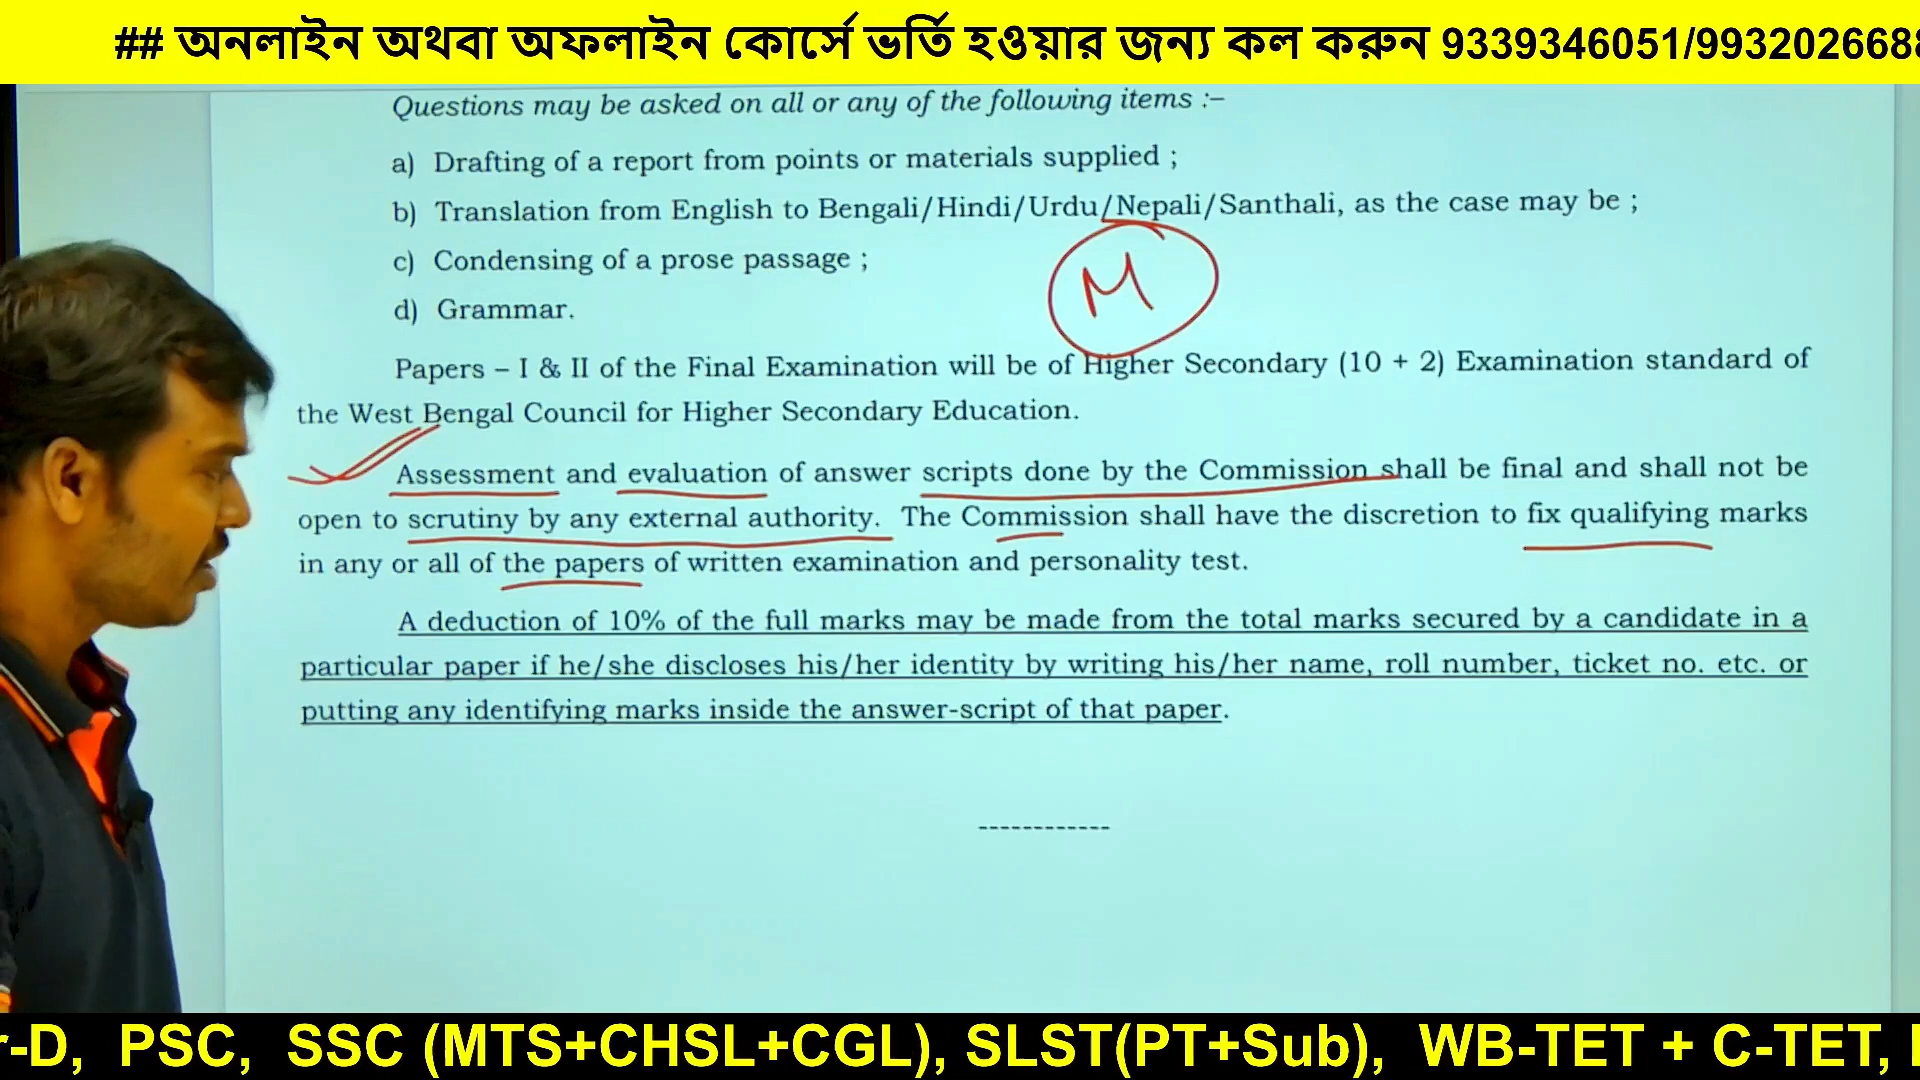 ## অনলাইন অথবা অফলাইন কোর্সে ভর্তি হওয়ার জন্য কল করুন 9339346051/993202668
Questions may be asked on all or any of the following items :–
a) Drafting of a report from points or materials supplied ;
b) Translation from English to Bengali/Hindi/Urdu/Nepali/Santhali, as the case may be ;
c) Condensing of a prose passage ;
M
d) Grammar.
Papers – I & II of the Final Examination will be of Higher Secondary (10 + 2) Examination standard of
the West Bengal Council for Higher Secondary Education.
Assessment and evaluation of answer scripts done by the Commission shall be final and shall not be
open to scrutiny by any external authority. The Commission shall have the discretion to fix qualifying marks
in any or all of the papers of written examination and personality test.
A deduction of 10% of the full marks may be made from the total marks secured by a candidate in a
particular paper if he/she discloses his/her identity by writing his/her name, roll number, ticket no. etc. or
putting any identifying marks inside the answer-script of that paper.
------------
-D, PSC, SSC (MTS+CHSL+CGL), SLST(PT+Sub), WB-TET + C-TET,